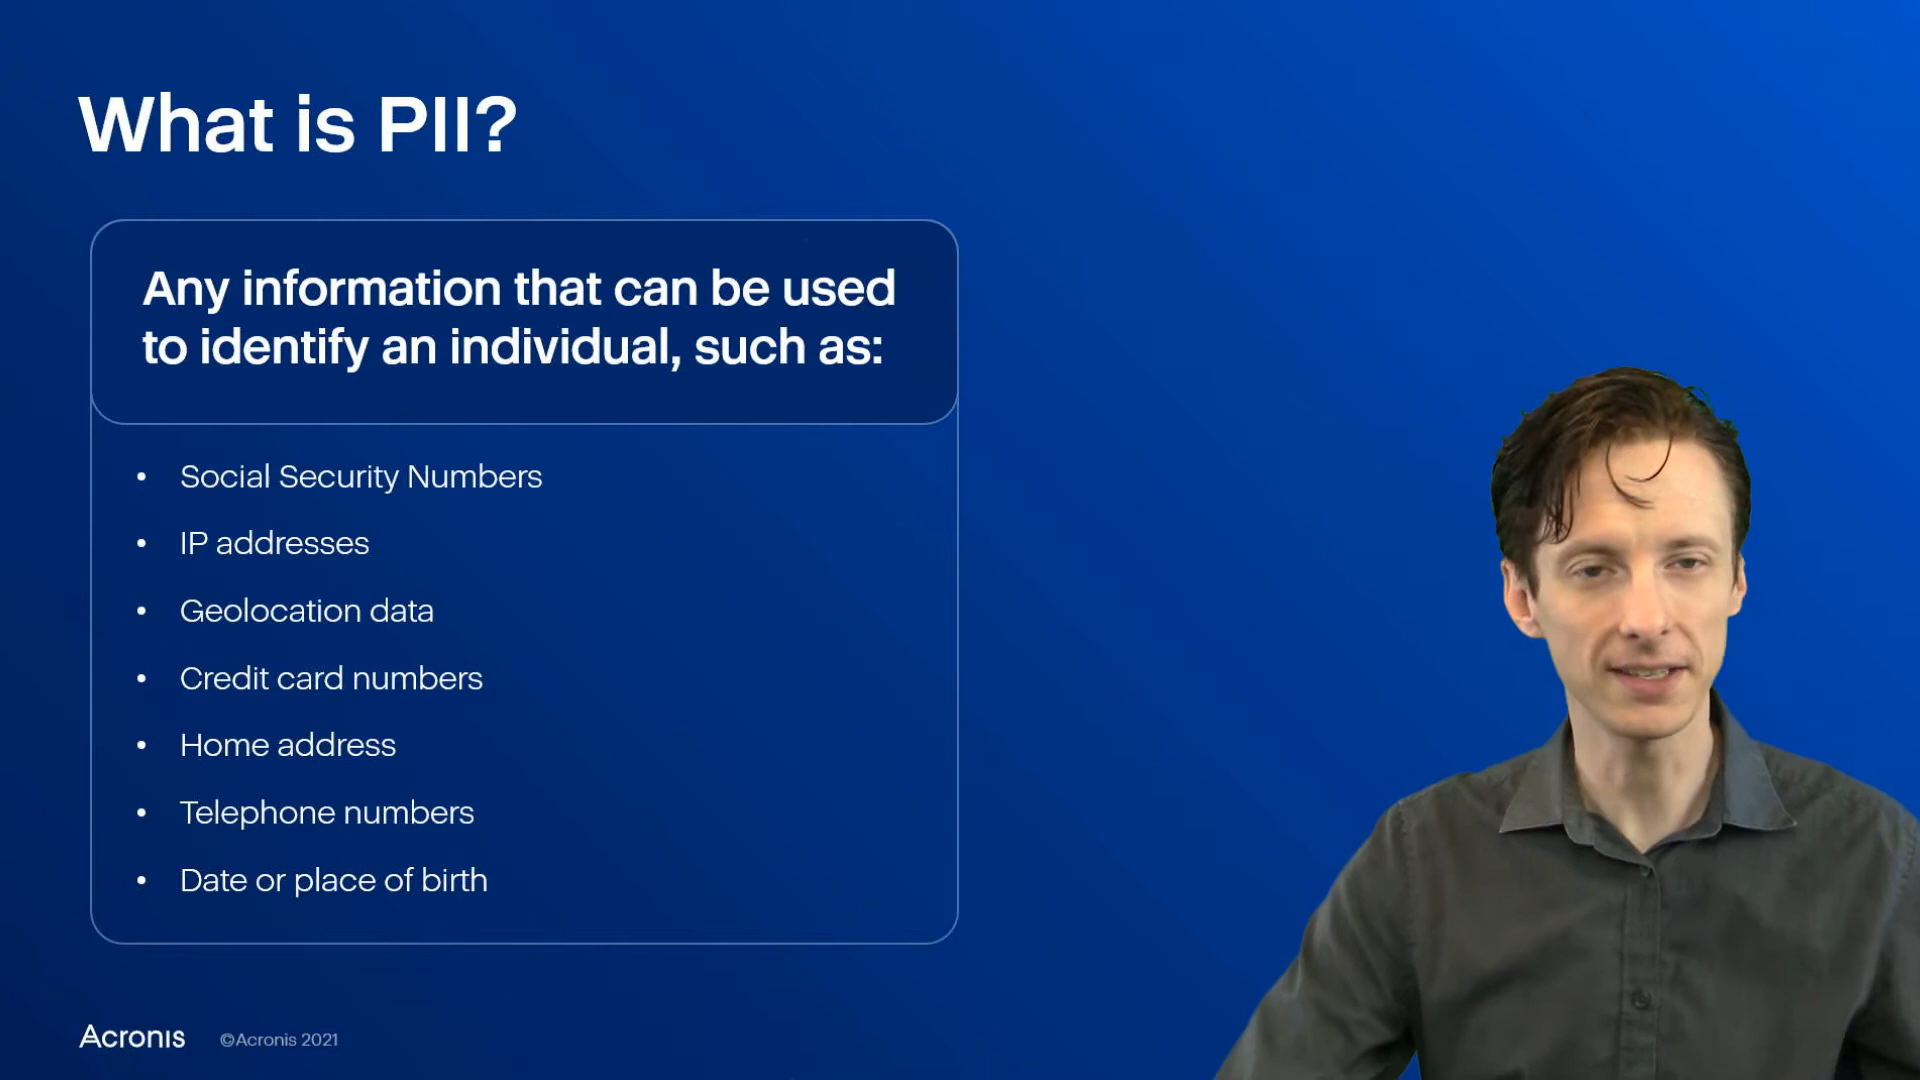 What is PII?
Any information that can be used
to identify an individual, such as:
• Social Security Numbers
• IP addresses
• Geolocation data
• Credit card numbers
• Home address
• Telephone numbers
• Date or place of birth
Acronis ©Acronis 2021